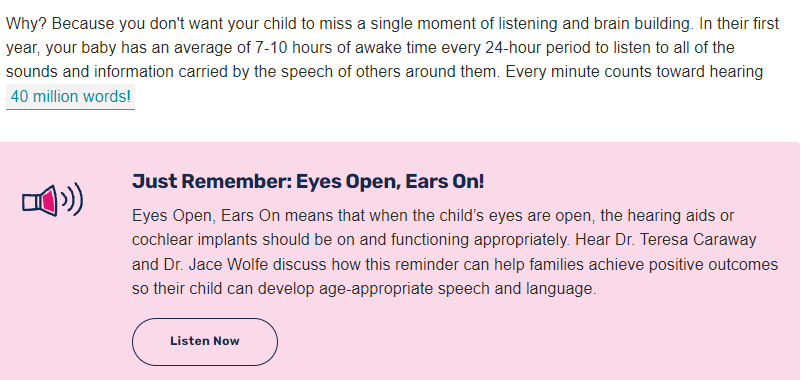 Why? Because you don't want your child to miss a single moment of listening and brain building. In their first
year, your baby has an average of 7-10 hours of awake time every 24-hour period to listen to all of the
sounds and information carried by the speech of others around them. Every minute counts toward hearing
40 million words!
Just Remember: Eyes Open, Ears On!
Eyes Open, Ears On means that when the child’s eyes are open, the hearing aids or
cochlear implants should be on and functioning appropriately. Hear Dr. Teresa Caraway
and Dr. Jace Wolfe discuss how this reminder can help families achieve positive outcomes
so their child can develop age-appropriate speech and language.
Listen Now